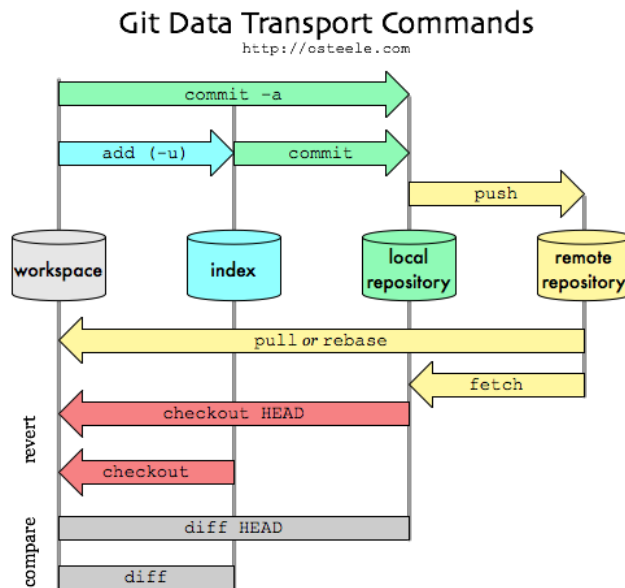 Git Data Transport Commands
http://osteele.com
commit -a
add (-u)
commit
push
workspace
index
local
repository
remote
repository
pull or rebase
fetch
revert
checkout HEAD
checkout
compare
diff HEAD
diff